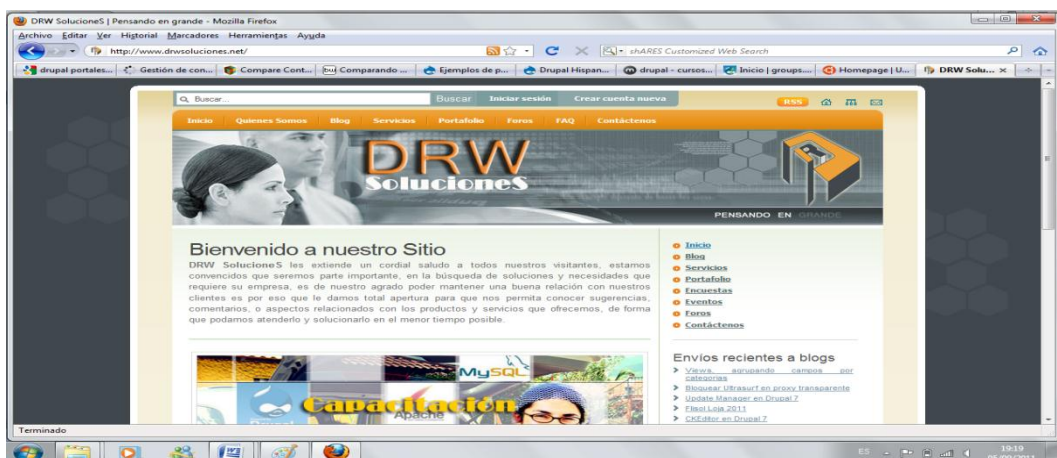 DRW SolucioneS | Pensando en grande - Mozilla Firefox
Archivo Editar Ver Historial Marcadores Herramientas Ayuda
http://www.drwsoluciones.net/
shARES Customized Web Search
drupal portales...
Gestión de con...
Compare Cont...
Comparando ...
Ejemplos de p...
Drupal Hispan...
drupal - cursos...
Inicio | groups....
Homepage | U...
DRW Solu...
Buscar...
Buscar
Iniciar sesión
Crear cuenta nueva
RSS
Inicio Quienes Somos Blog Servicios Portafolio Foros FAQ Contáctenos
DRW
SolucioneS
PENSANDO EN GRANDE
Bienvenido a nuestro Sitio
DRW SolucioneS les extiende un cordial saludo a todos nuestros visitantes, estamos
convencidos que seremos parte importante, en la búsqueda de soluciones y necesidades que
requiere su empresa, es de nuestro agrado poder mantener una buena relación con nuestros
clientes es por eso que le damos total apertura para que nos permita conocer sugerencias,
comentarios, o aspectos relacionados con los productos y servicios que ofrecemos, de forma
que podamos atenderlo y solucionarlo en el menor tiempo posible.
MySQL
Capacitación
Apache
Inicio
Blog
Servicios
Portafolio
Encuestas
Eventos
Foros
Contáctenos
Envíos recientes a blogs
Views, agrupando campos por
categorias
Bloquear Ultrasurf en proxy transparente
Update Manager en Drupal 7
Flisol Loja 2011
CKEditor en Drupal 7
Terminado
ES
19:19
05/09/2011